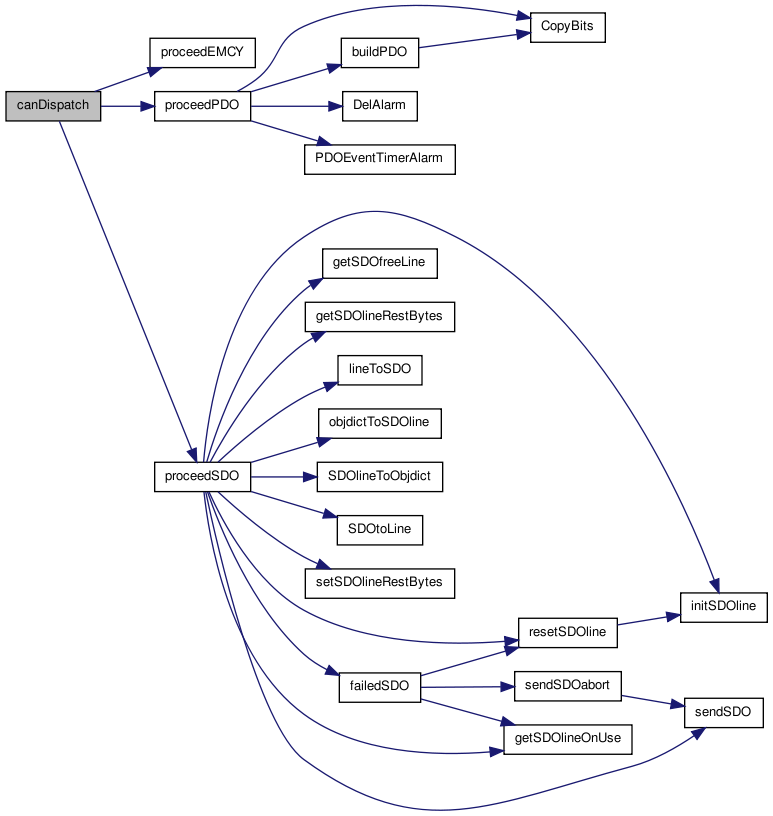 CopyBits
proceedEMCY
buildPDO
canDispatch
proceedPDO
DelAlarm
PDOEventTimerAlarm
getSDOfreeLine
getSDOlineRestBytes
lineToSDO
objdictToSDOline
proceedSDO
SDOlineToObjdict
SDOtoLine
setSDOlineRestBytes
initSDOline
resetSDOline
failedSDO
sendSDOabort
sendSDO
getSDOlineOnUse